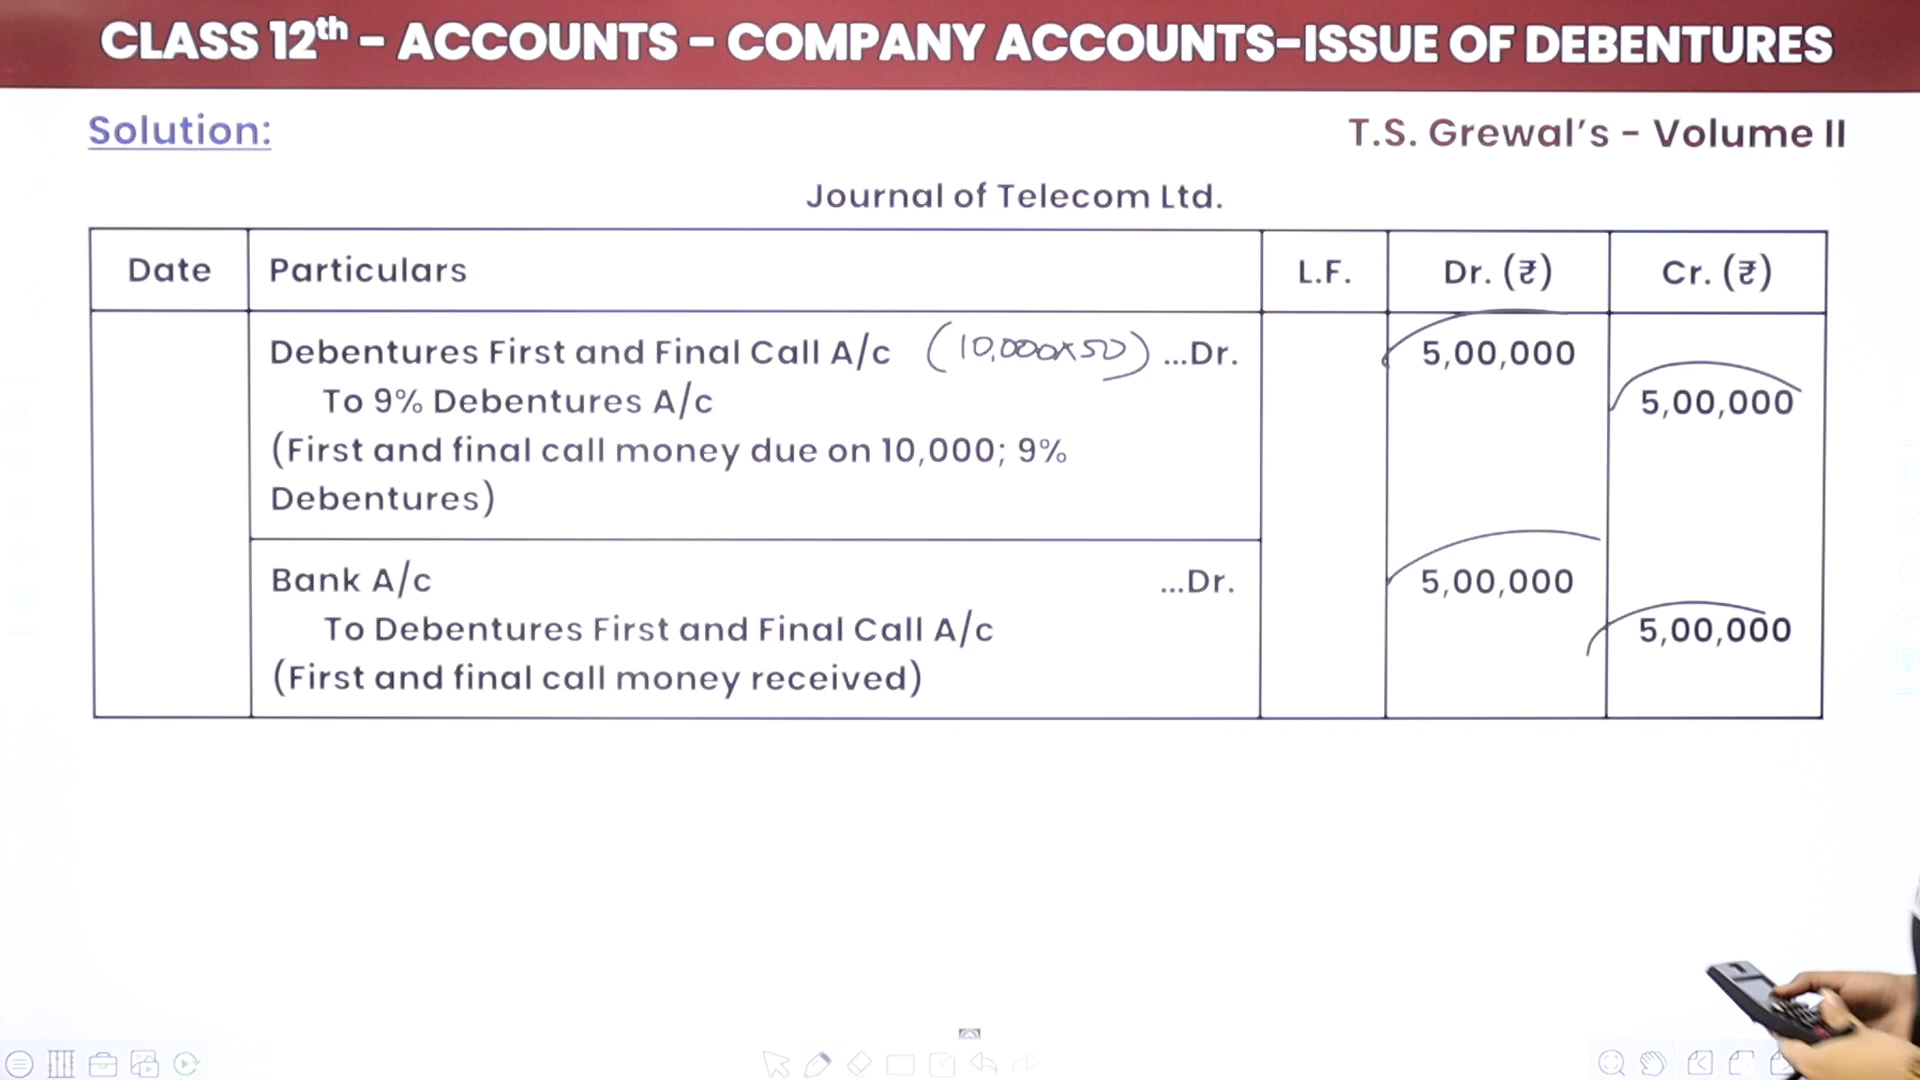 CLASS 12th - ACCOUNTS - COMPANY ACCOUNTS-ISSUE OF DEBENTURES
Solution:
T.S. Grewal's - Volume II
Journal of Telecom Ltd.
Date Particulars L.F. Dr. (₹) Cr. (₹)
Debentures First and Final Call A/c (10,000×50) ...Dr. 5,00,000
To 9% Debentures A/c 5,00,000
(First and final call money due on 10,000; 9%
Debentures)
Bank A/c ...Dr. 5,00,000
To Debentures First and Final Call A/c 5,00,000
(First and final call money received)